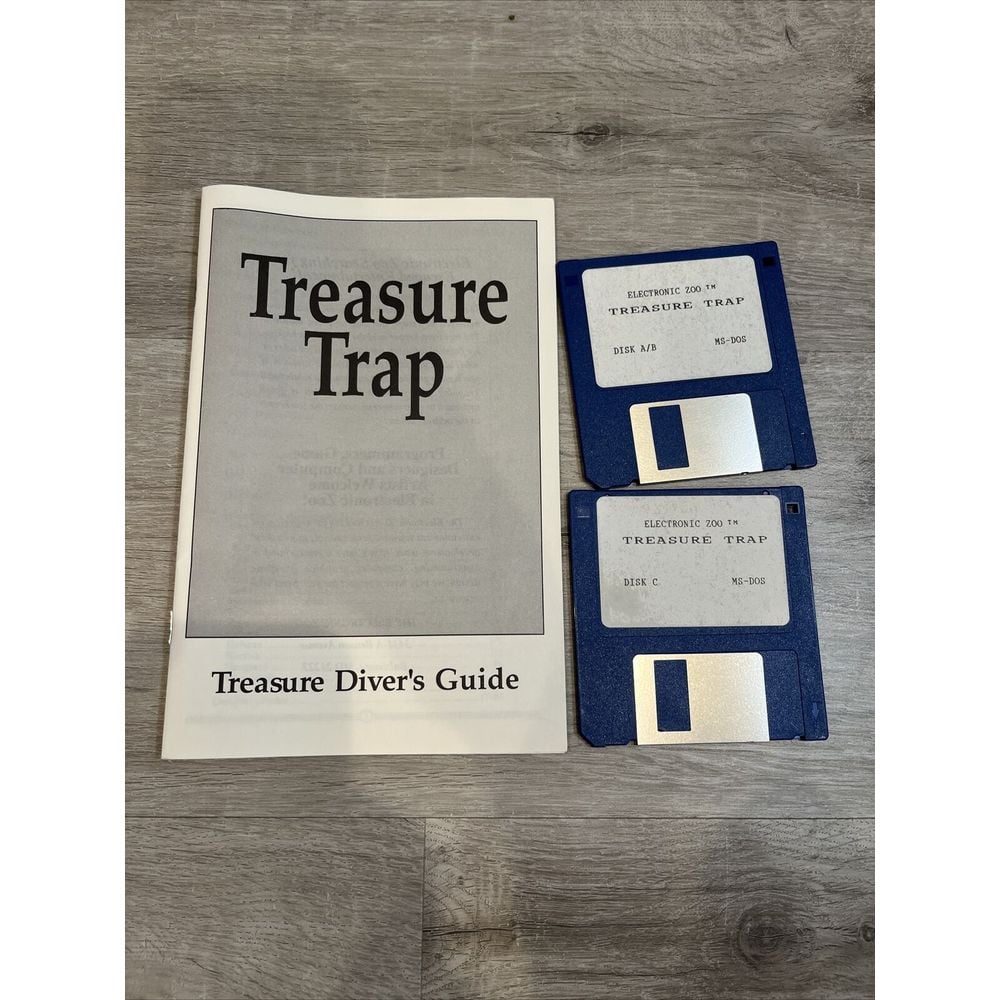 Treasure
Trap
Treasure Diver's Guide
ELECTRONIC ZOO ™
TREASURE TRAP
DISK A/B MS-DOS
ELECTRONIC ZOO ™
TREASURE TRAP
DISK C MS-DOS